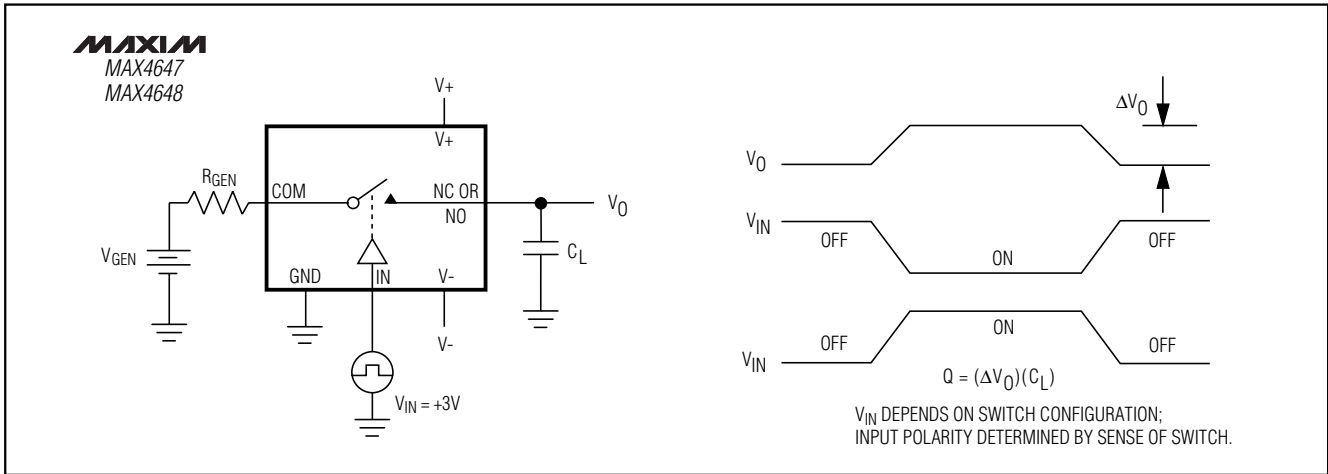 MAXIM
MAX4647
MAX4648
V+
V+
RGEN
COM
NC OR
NO
VO
VGEN
CL
GND
IN
V-
V-
VIN = +3V
ΔVO
VO
VIN
OFF
ON
OFF
VIN
OFF
ON
OFF
Q = (ΔVO)(CL)
VIN DEPENDS ON SWITCH CONFIGURATION;
INPUT POLARITY DETERMINED BY SENSE OF SWITCH.